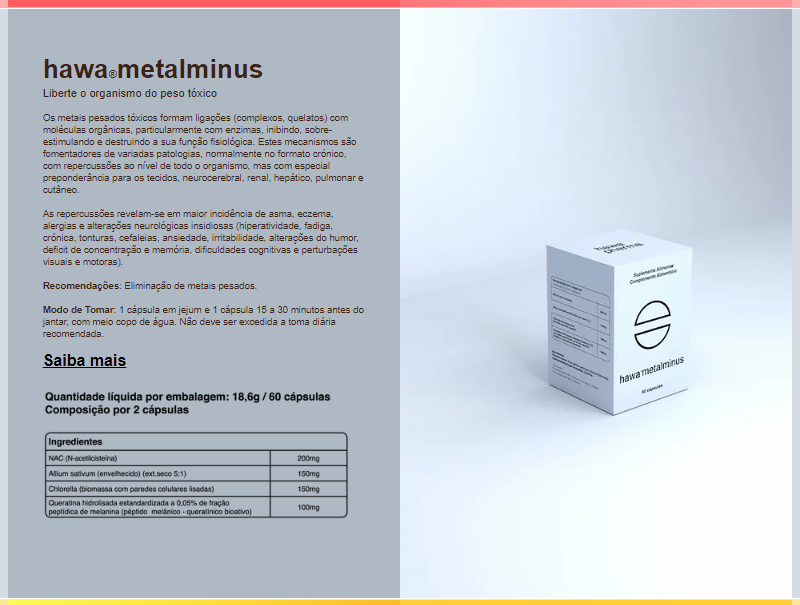 hawa®metalminus
Liberte o organismo do peso tóxico
Os metais pesados tóxicos formam ligações (complexos, quelatos) com
moléculas orgânicas, particularmente com enzimas, inibindo, sobre-
estimulando e destruindo a sua função fisiológica. Estes mecanismos são
fomentadores de variadas patologias, normalmente no formato crónico,
com repercussões ao nível de todo o organismo, mas com especial
preponderância para os tecidos, neurocerebral, renal, hepático, pulmonar e
cutâneo.
As repercussões revelam-se em maior incidência de asma, eczema,
alergias e alterações neurológicas insidiosas (hiperatividade, fadiga,
crónica, tonturas, cefaleias, ansiedade, irritabilidade, alterações do humor,
deficit de concentração e memória, dificuldades cognitivas e perturbações
visuais e motoras).
Recomendações: Eliminação de metais pesados.
Modo de Tomar: 1 cápsula em jejum e 1 cápsula 15 a 30 minutos antes do
jantar, com meio copo de água. Não deve ser excedida a toma diária
recomendada.
Saiba mais
Quantidade líquida por embalagem: 18,6g / 60 cápsulas
Composição por 2 cápsulas
Ingredientes
NAC (N-acetilcisteína) 200mg
Allium sativum (envelhecido) (ext.seco 5:1) 150mg
Chlorella (biomassa com paredes celulares lisadas) 150mg
Queratina hidrolisada estandardizada a 0,05% de fração
peptídica de melanina (péptido melânico - queratínico bioativo) 100mg
hawa
pharma
Suplemento Alimentar
Complemento Alimenticio
hawa metalminus
60 cápsulas